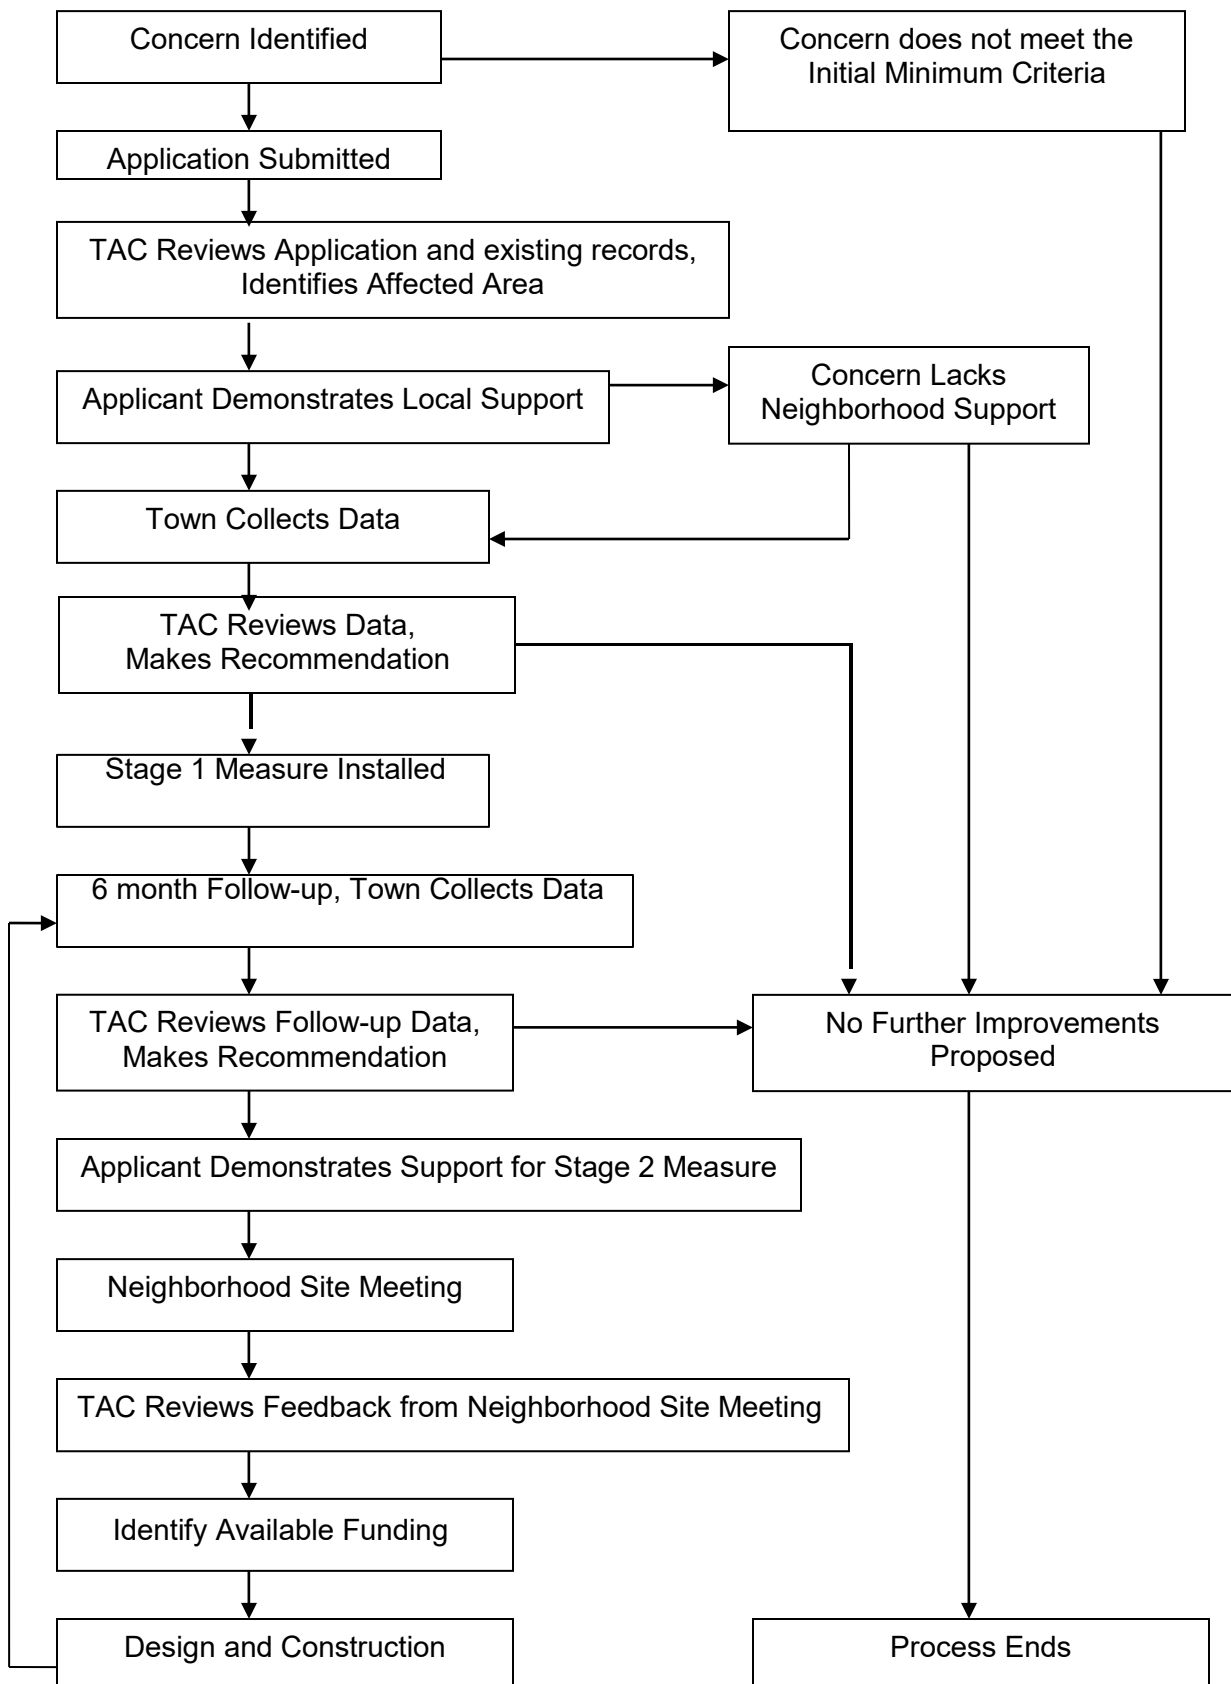 Concern Identified
Concern does not meet the
Initial Minimum Criteria
Application Submitted
TAC Reviews Application and existing records,
Identifies Affected Area
Applicant Demonstrates Local Support
Concern Lacks
Neighborhood Support
Town Collects Data
TAC Reviews Data,
Makes Recommendation
Stage 1 Measure Installed
6 month Follow-up, Town Collects Data
TAC Reviews Follow-up Data,
Makes Recommendation
No Further Improvements
Proposed
Applicant Demonstrates Support for Stage 2 Measure
Neighborhood Site Meeting
TAC Reviews Feedback from Neighborhood Site Meeting
Identify Available Funding
Design and Construction
Process Ends